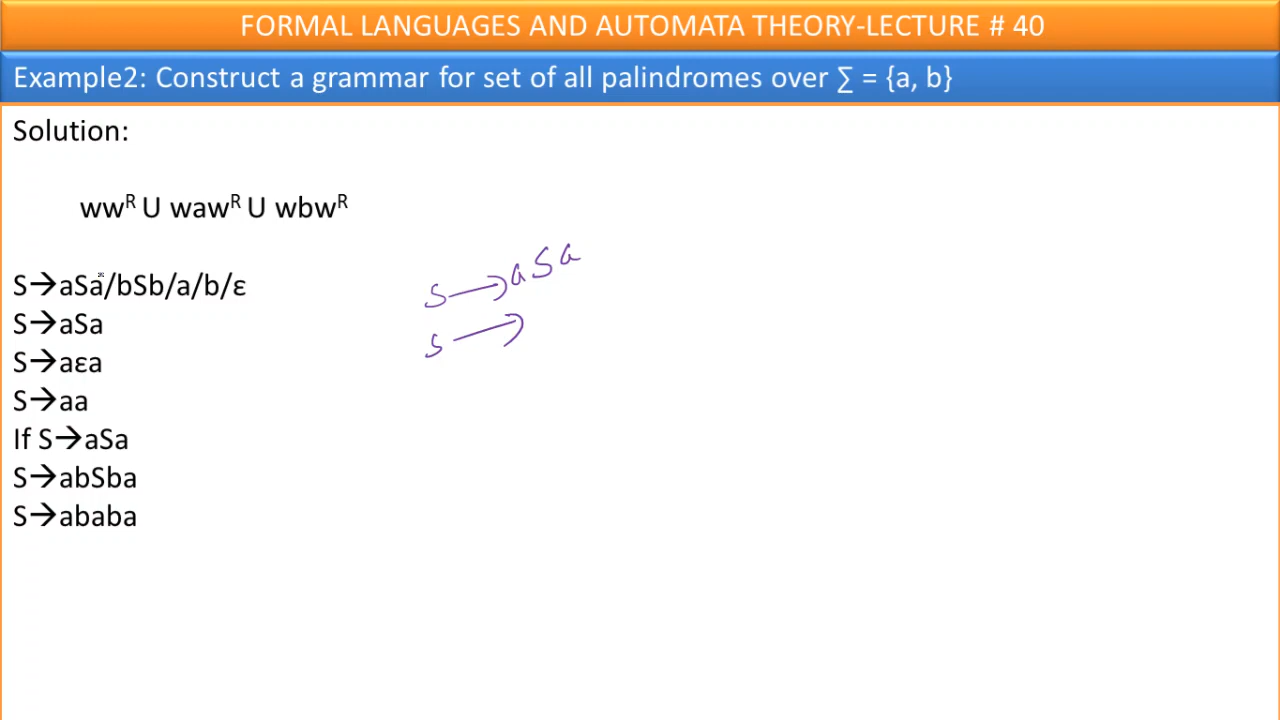 FORMAL LANGUAGES AND AUTOMATA THEORY-LECTURE # 40
Example2: Construct a grammar for set of all palindromes over ∑ = {a, b}
Solution:
wwᴿ U wawᴿ U wbwᴿ
S→aSa/bSb/a/b/ε
S→aSa
S→aεa
S→aa
If S→aSa
S→abSba
S→ababa
S→aSa
S→